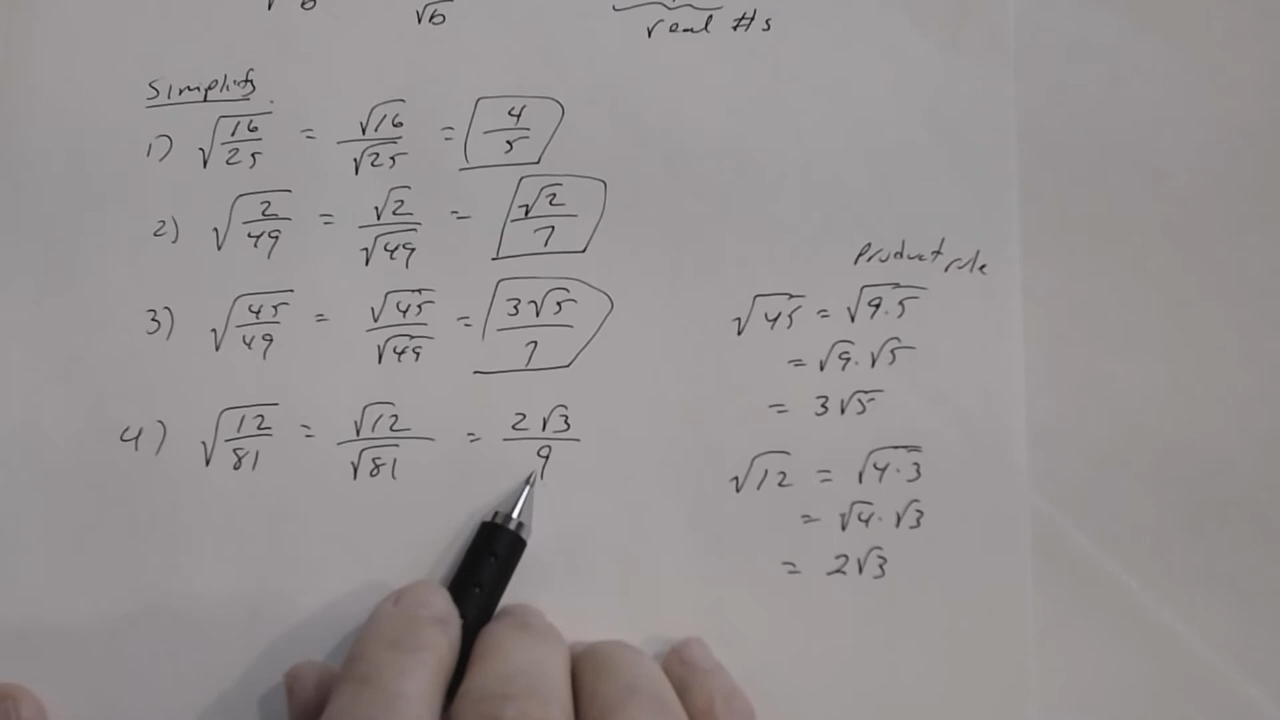 √b √b real #s
Simplify
1) √(16/25) = √16/√25 = 4/5
2) √(2/49) = √2/√49 = √2/7
3) √(45/49) = √45/√49 = 3√5/7
4) √(12/81) = √12/√81 = 2√3/9
product rule
√45 = √9·5
= √9·√5
= 3√5
√12 = √4·3
= √4·√3
= 2√3